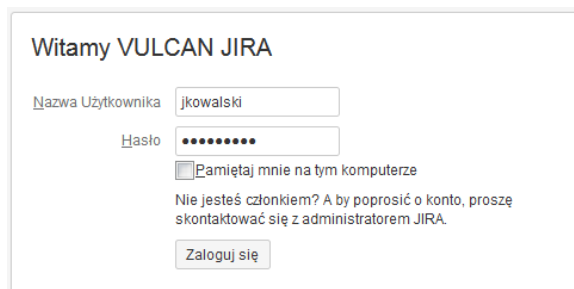 Witamy VULCAN JIRA
Nazwa Użytkownika jkowalski
Hasło •••••••••
Pamiętaj mnie na tym komputerze
Nie jesteś członkiem? A by poprosić o konto, proszę
skontaktować się z administratorem JIRA.
Zaloguj się